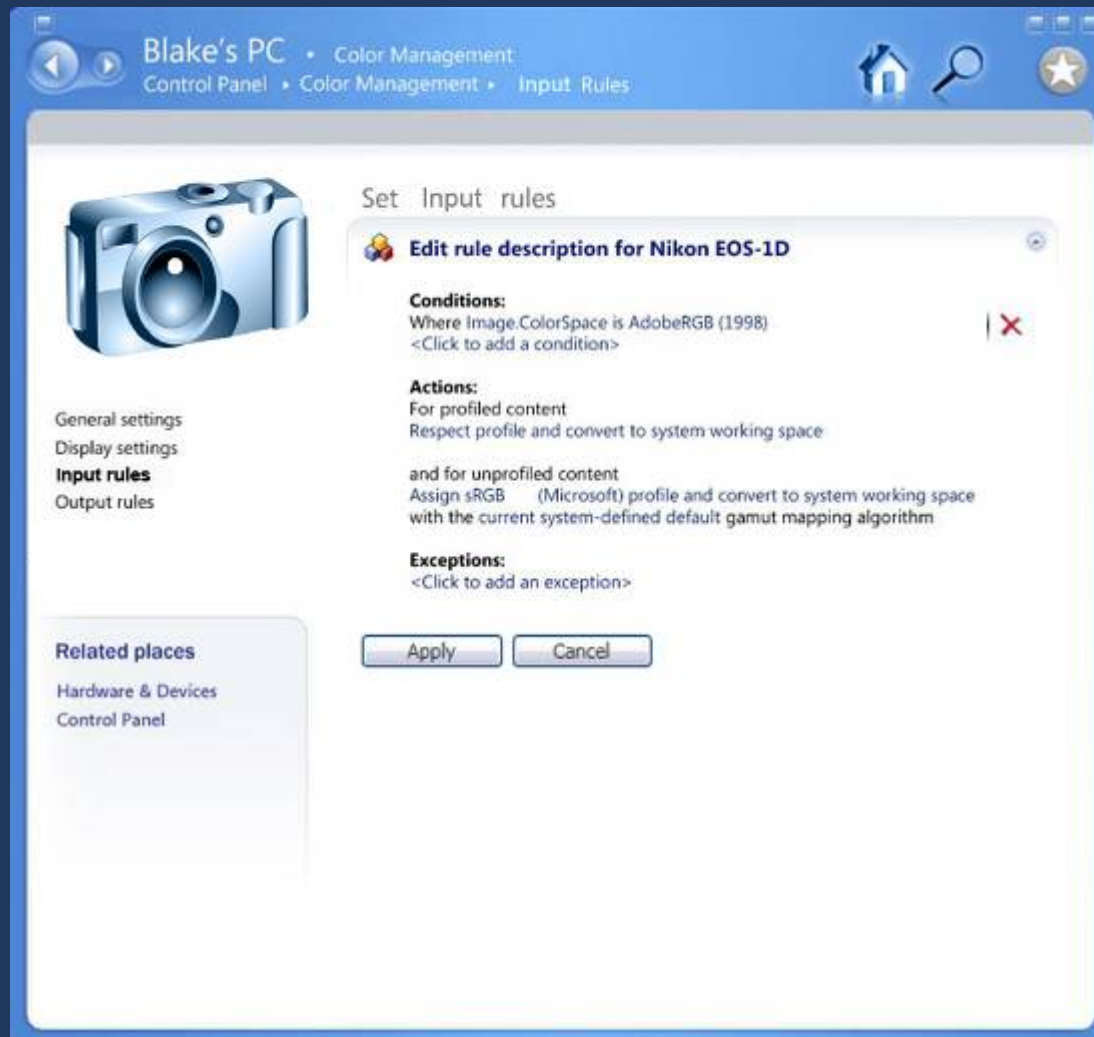 Blake's PC • Color Management
Control Panel • Color Management • Input Rules
Set Input rules
Edit rule description for Nikon EOS-1D
Conditions:
Where Image.ColorSpace is AdobeRGB (1998)
<Click to add a condition>
Actions:
For profiled content
Respect profile and convert to system working space
and for unprofiled content
Assign sRGB (Microsoft) profile and convert to system working space
with the current system-defined default gamut mapping algorithm
Exceptions:
<Click to add an exception>
Apply Cancel
General settings
Display settings
Input rules
Output rules
Related places
Hardware & Devices
Control Panel